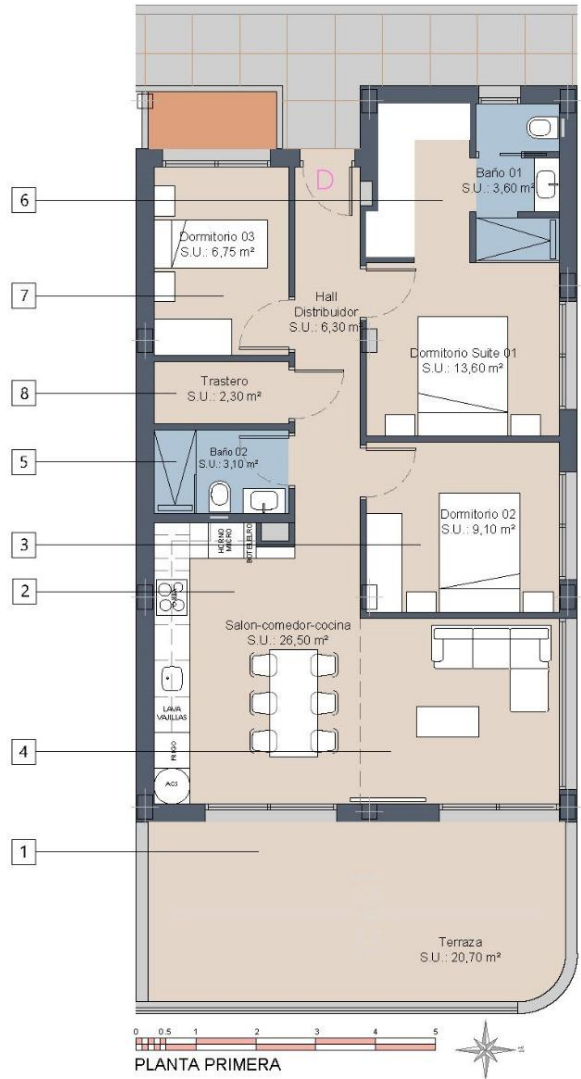 D
Baño 01
S.U.: 3,60 m²
6
Dormitorio 03
S.U.: 6,75 m²
7
Hall
Distribuidor
S.U.: 6,30 m²
Dormitorio Suite 01
S.U.: 13,60 m²
8
Trastero
S.U.: 2,30 m²
5
Baño 02
S.U.: 3,10 m²
3
Dormitorio 02
S.U.: 9,10 m²
HORNO
MICRO
BOTELLERO
2
Salon-comedor-cocina
S.U.: 26,50 m²
LAVA
VAJILLAS
FRIGO
4
ACS
1
Terraza
S.U.: 20,70 m²
0 0.5 1 2 3 4 5
PLANTA PRIMERA